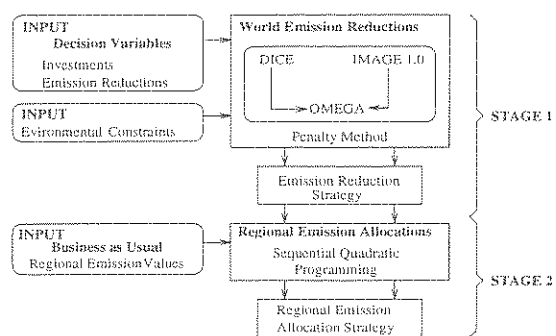 INPUT
Decision Variables
Investments
Emission Reductions
INPUT
Evironmental Constraints
World Emission Reductions
DICE IMAGE 1.0
OMEGA
Penalty Method
STAGE 1
Emission Reduction
Strategy
INPUT
Business as Usual
Regional Emission Values
Regional Emission Allocations
Sequential Quadratic
Programming
STAGE 2
Regional Emission
Allocation Strategy